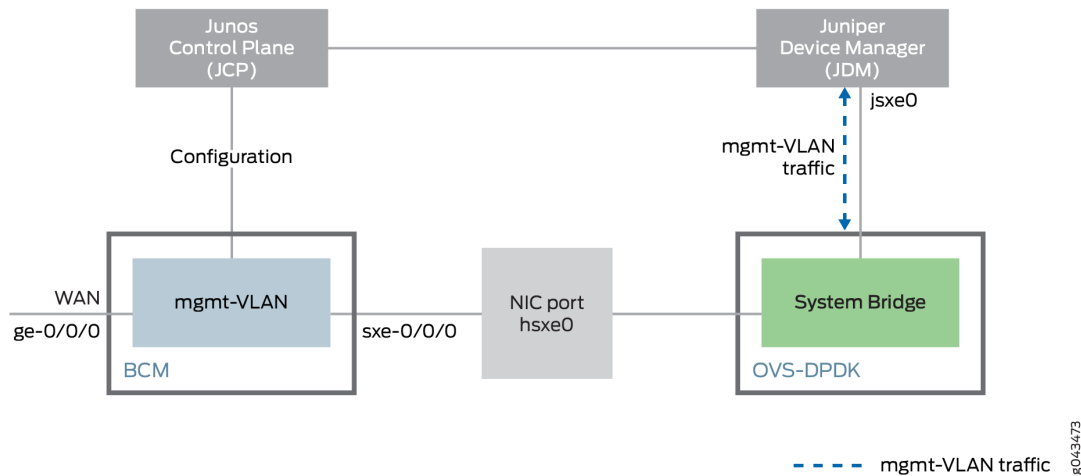 Junos
Control Plane
(JCP)
Juniper
Device Manager
(JDM)
jsxe0
mgmt-VLAN
traffic
Configuration
WAN
ge-0/0/0
mgmt-VLAN
BCM
sxe-0/0/0
NIC port
hsxe0
System Bridge
OVS-DPDK
mgmt-VLAN traffic
g043473